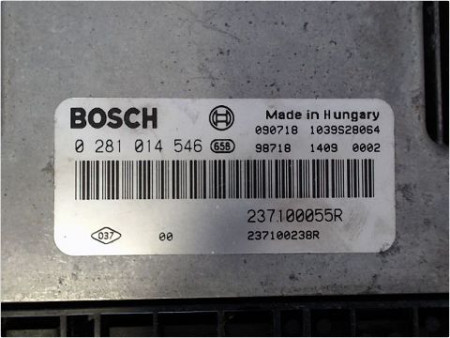 BOSCH Made in Hungary
090718 1039S28064
0 281 014 546 658 98718 1409 0002
237100055R
037 00 237100238R